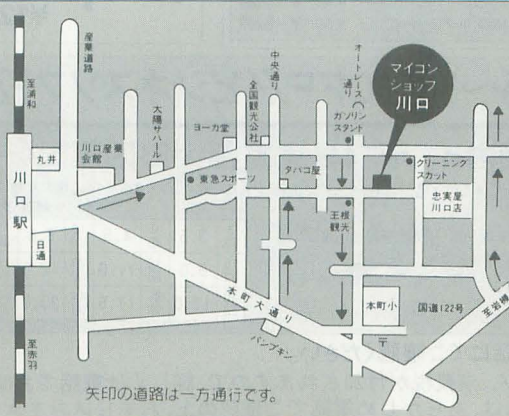 至浦和
産業道路
川口駅
丸井
日通
至赤羽
川口産業
会館
太陽サハール
ヨーカ堂
全国観光公社
中央通り
オートレース
通り
ガソリン
スタント
マイコン
ショップ
川口
クリーニング
スカット
タバコ屋
東急スポーツ
忠実屋
川口店
王様
観光
本町大通り
本町小
国道122号
至岩槻
パンプキン
〒
矢印の道路は一方通行です。